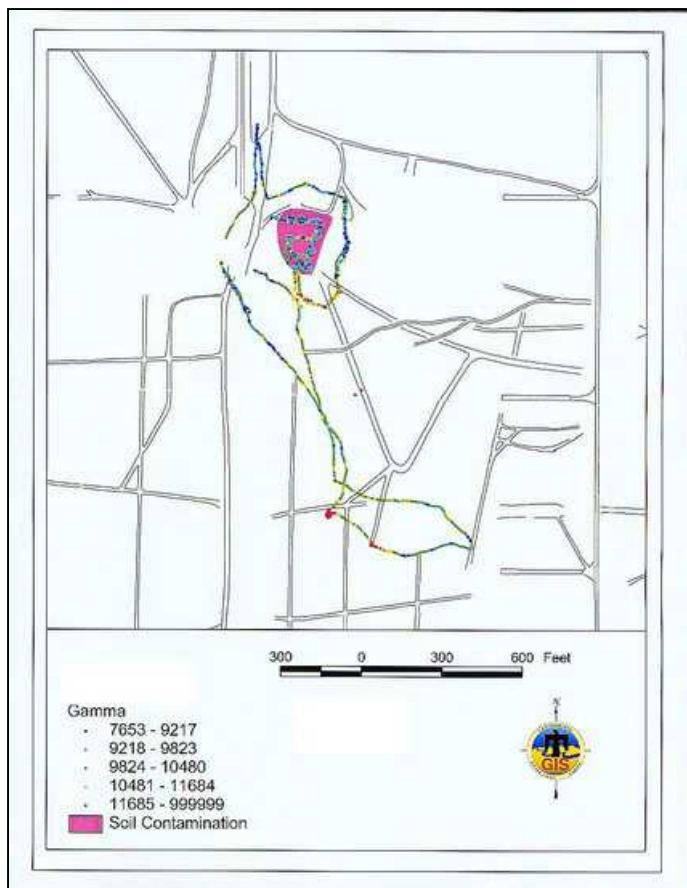 300 0 300 600 Feet
Gamma
7653 - 9217
9218 - 9823
9824 - 10480
10481 - 11684
11685 - 999999
Soil Contamination
N
GIS